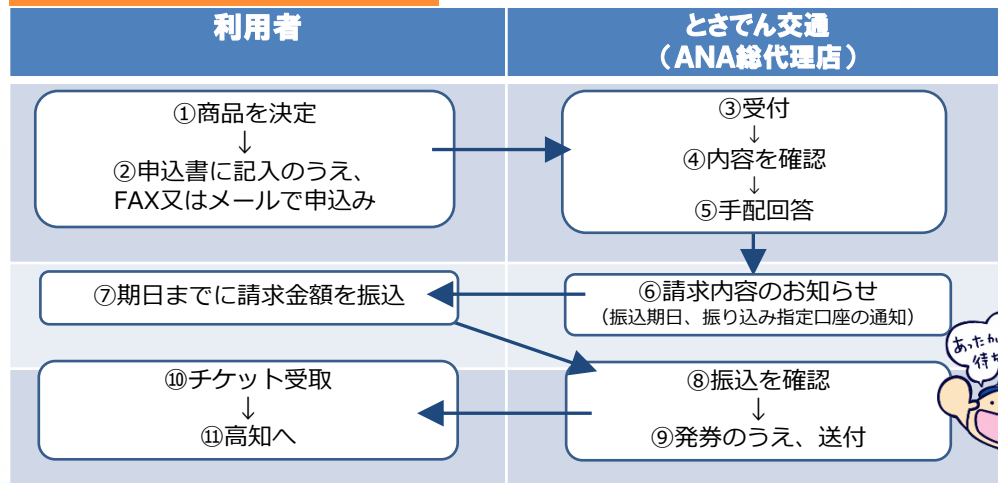 利用者
とさでん交通
（ANA総代理店）
①商品を決定
↓
②申込書に記入のうえ、
FAX又はメールで申込み
③受付
↓
④内容を確認
↓
⑤手配回答
⑥請求内容のお知らせ
（振込期日、振り込み指定口座の通知）
⑦期日までに請求金額を振込
⑧振込を確認
↓
⑨発券のうえ、送付
⑩チケット受取
↓
⑪高知へ
あったか